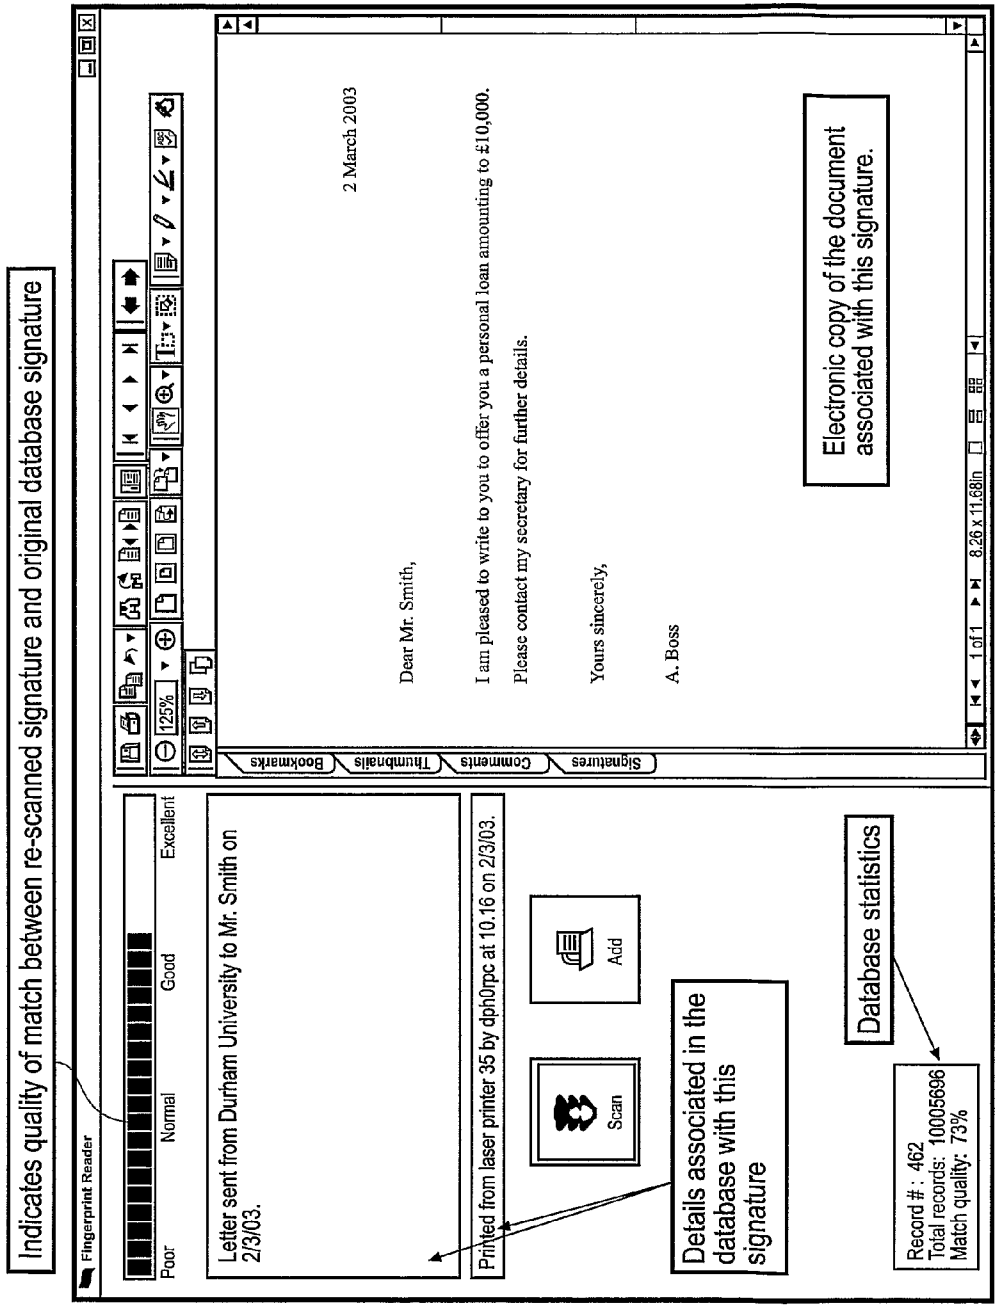 Indicates quality of match between re-scanned signature and original database signature
Fingerprint Reader
Poor
Normal
Good
Excellent
Letter sent from Durham University to Mr. Smith on
2/3/03.
Printed from laser printer 35 by dph0rpc at 10.16 on 2/3/03.
Scan
Add
Details associated in the
database with this
signature
Database statistics
Record # : 462
Total records: 10005696
Match quality: 73%
125%
ABC
Bookmarks
Thumbnails
Comments
Signatures
2 March 2003
Dear Mr. Smith,
I am pleased to write to you to offer you a personal loan amounting to £10,000.
Please contact my secretary for further details.
Yours sincerely,
A. Boss
Electronic copy of the document
associated with this signature.
1 of 1
8.26 x 11.68in